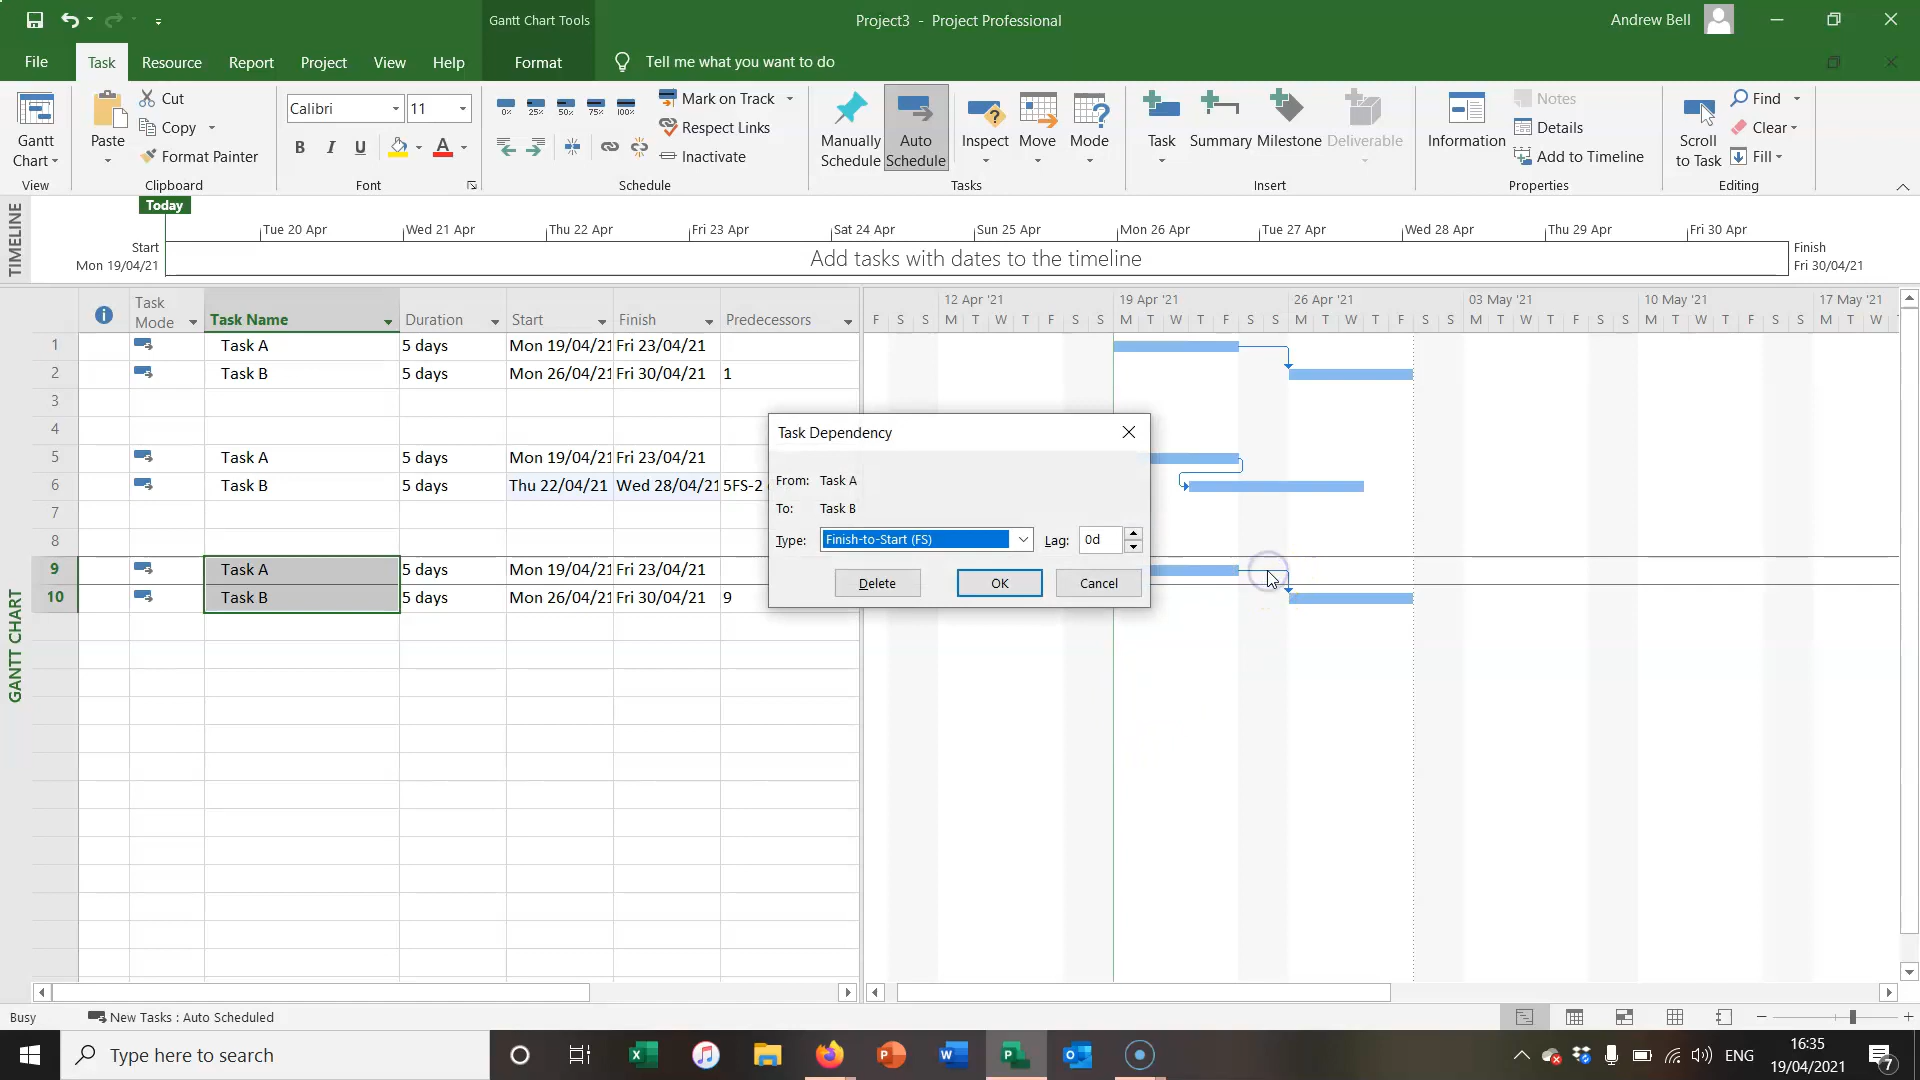 Gantt Chart Tools
Project3 - Project Professional
Andrew Bell
File Task Resource Report Project View Help Format Tell me what you want to do
Gantt Chart
View
Paste
Cut
Copy
Format Painter
Clipboard
Calibri 11
B I U A
Font
0% 25% 50% 75% 100%
Mark on Track
Respect Links
Inactivate
Schedule
Manually Schedule
Auto Schedule
Inspect
Move
Mode
Tasks
Task
Summary
Milestone
Deliverable
Insert
Information
Notes
Details
Add to Timeline
Properties
Scroll to Task
Find
Clear
Fill
Editing
TIMELINE
Today
Tue 20 Apr Wed 21 Apr Thu 22 Apr Fri 23 Apr Sat 24 Apr Sun 25 Apr Mon 26 Apr Tue 27 Apr Wed 28 Apr Thu 29 Apr Fri 30 Apr
Start
Mon 19/04/21
Add tasks with dates to the timeline
Finish
Fri 30/04/21
GANTT CHART
Task Mode Task Name Duration Start Finish Predecessors
12 Apr '21 19 Apr '21 26 Apr '21 03 May '21 10 May '21 17 May '21
F S S M T W T F S S M T W T F S S M T W T F S S M T W T F S S M T W T F S S M T W
1 Task A 5 days Mon 19/04/21 Fri 23/04/21
2 Task B 5 days Mon 26/04/21 Fri 30/04/21 1
3
4
5 Task A 5 days Mon 19/04/21 Fri 23/04/21
6 Task B 5 days Thu 22/04/21 Wed 28/04/21 5FS-2
7
8
9 Task A 5 days Mon 19/04/21 Fri 23/04/21
10 Task B 5 days Mon 26/04/21 Fri 30/04/21 9
Task Dependency
From: Task A
To: Task B
Type: Finish-to-Start (FS) Lag: 0d
Delete OK Cancel
Busy New Tasks : Auto Scheduled
Type here to search
ENG
16:35
19/04/2021
7